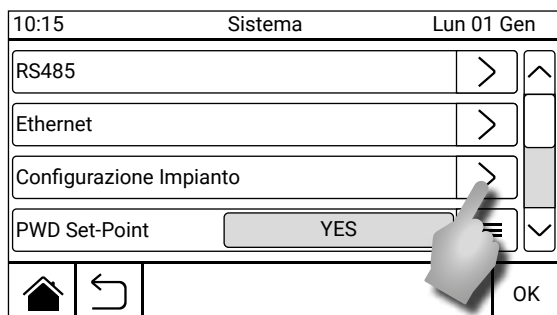 10:15 Sistema Lun 01 Gen
RS485
Ethernet
Configurazione Impianto
PWD Set-Point YES
OK